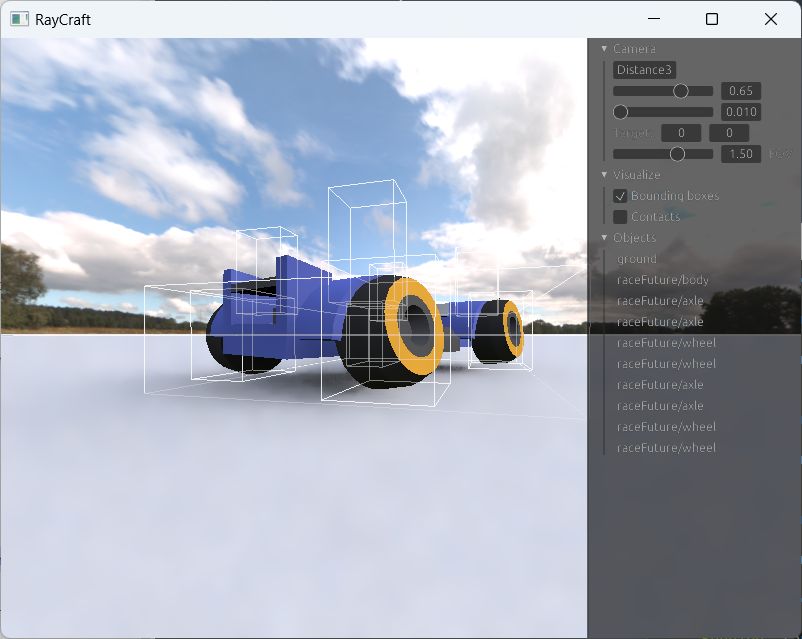 RayCraft
Camera
Distance3
0.65
0.010
Target: 0 0
1.50 FOV
Visualize
Bounding boxes
Contacts
Objects
ground
raceFuture/body
raceFuture/axle
raceFuture/axle
raceFuture/wheel
raceFuture/wheel
raceFuture/axle
raceFuture/axle
raceFuture/wheel
raceFuture/wheel